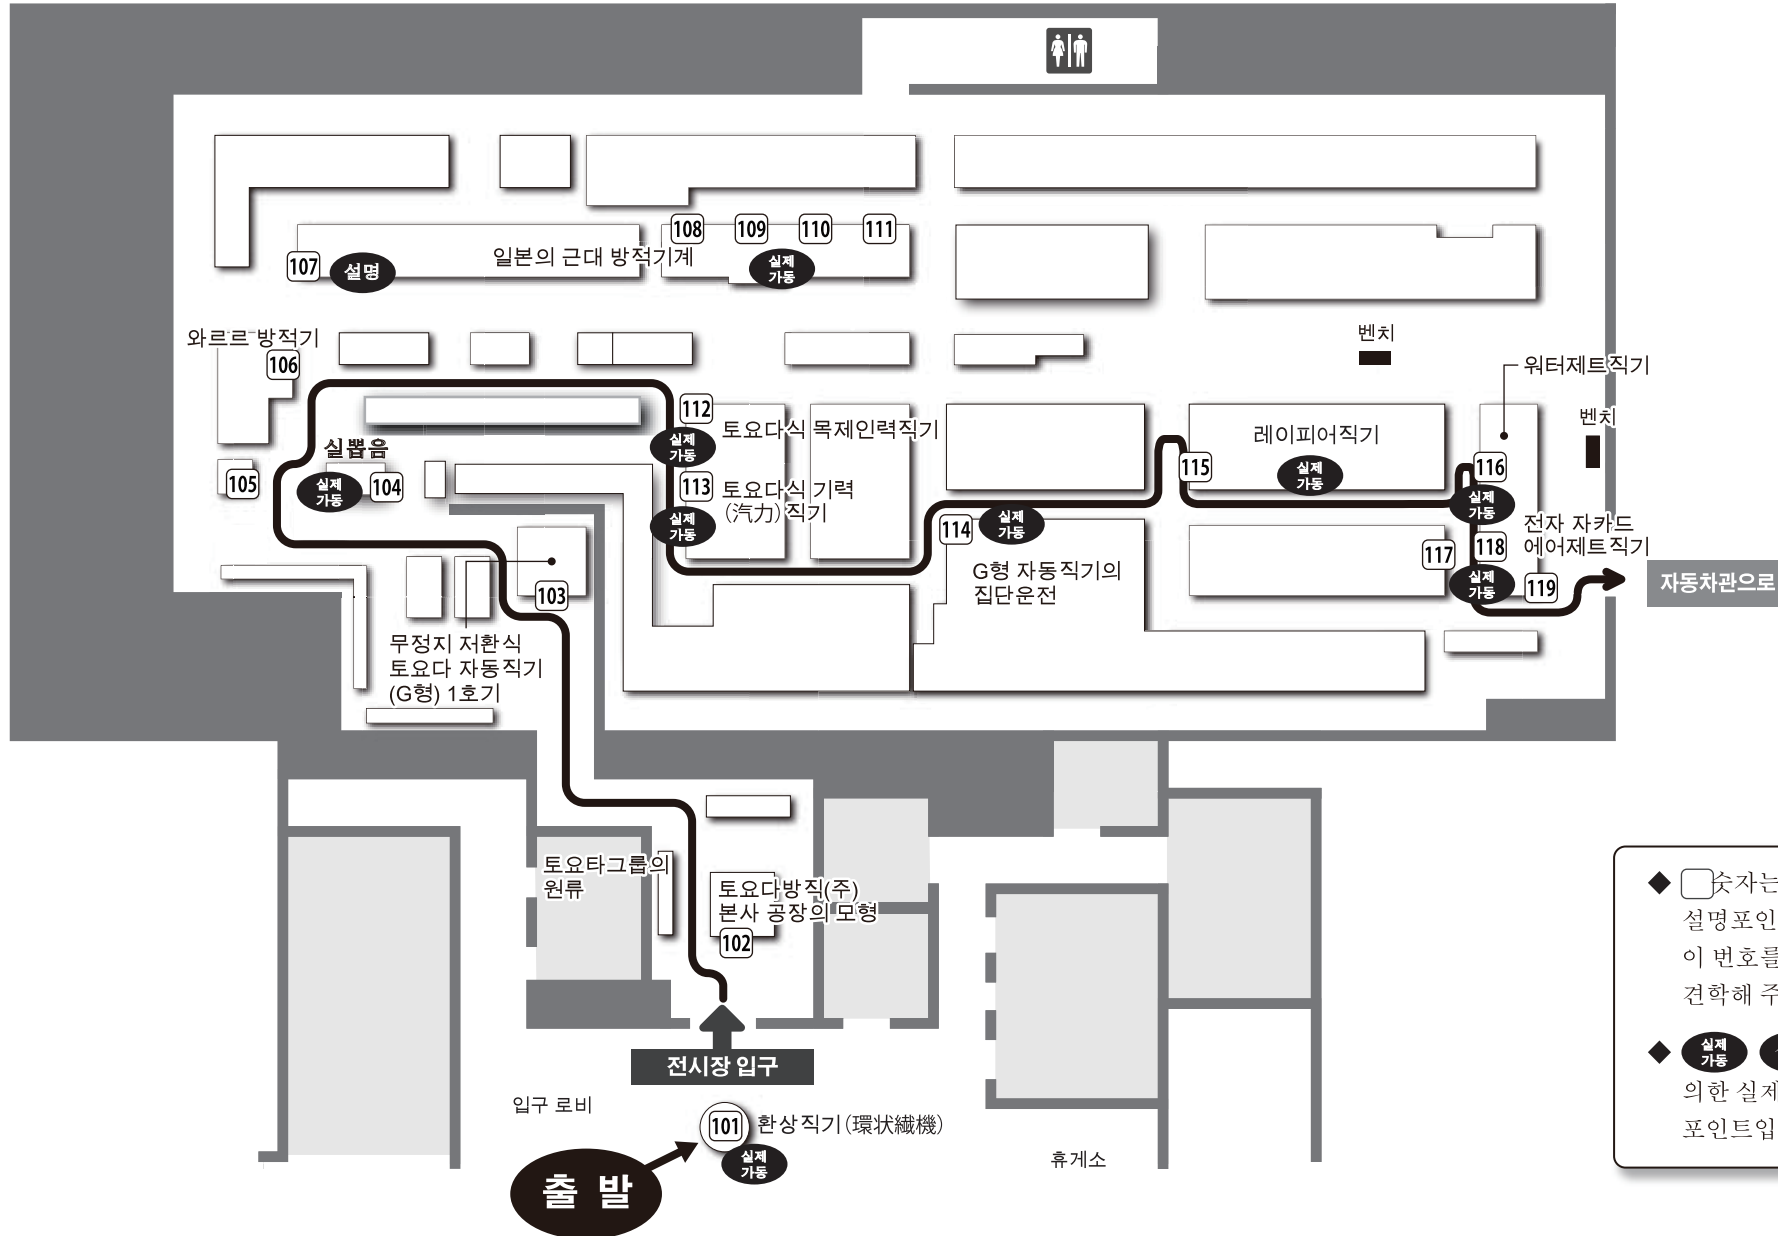 108
109
110
111
107
설명
일본의 근대 방적기계
실제
가동
와르르 방적기
106
벤치
워터제트직기
벤치
112
토요다식 목제인력직기
실제
가동
113
토요다식 기력
(汽力)직기
실제
가동
실뽑음
실제
가동
104
105
레이피어직기
실제
가동
115
116
실제
가동
114
실제
가동
G형 자동직기의
집단운전
전자 자카드
에어제트직기
117
118
실제
가동
119
자동차관으로
103
무정지 저환식
토요다 자동직기
(G형) 1호기
토요타그룹의
원류
토요다방직(주)
본사 공장의 모형
102
전시장 입구
입구 로비
101
환상직기(環状繊機)
실제
가동
출 발
휴게소
◆ 숫자는
설명포인
이 번호를
견학해 주
◆ 실제
가동
의한 실제
포인트입